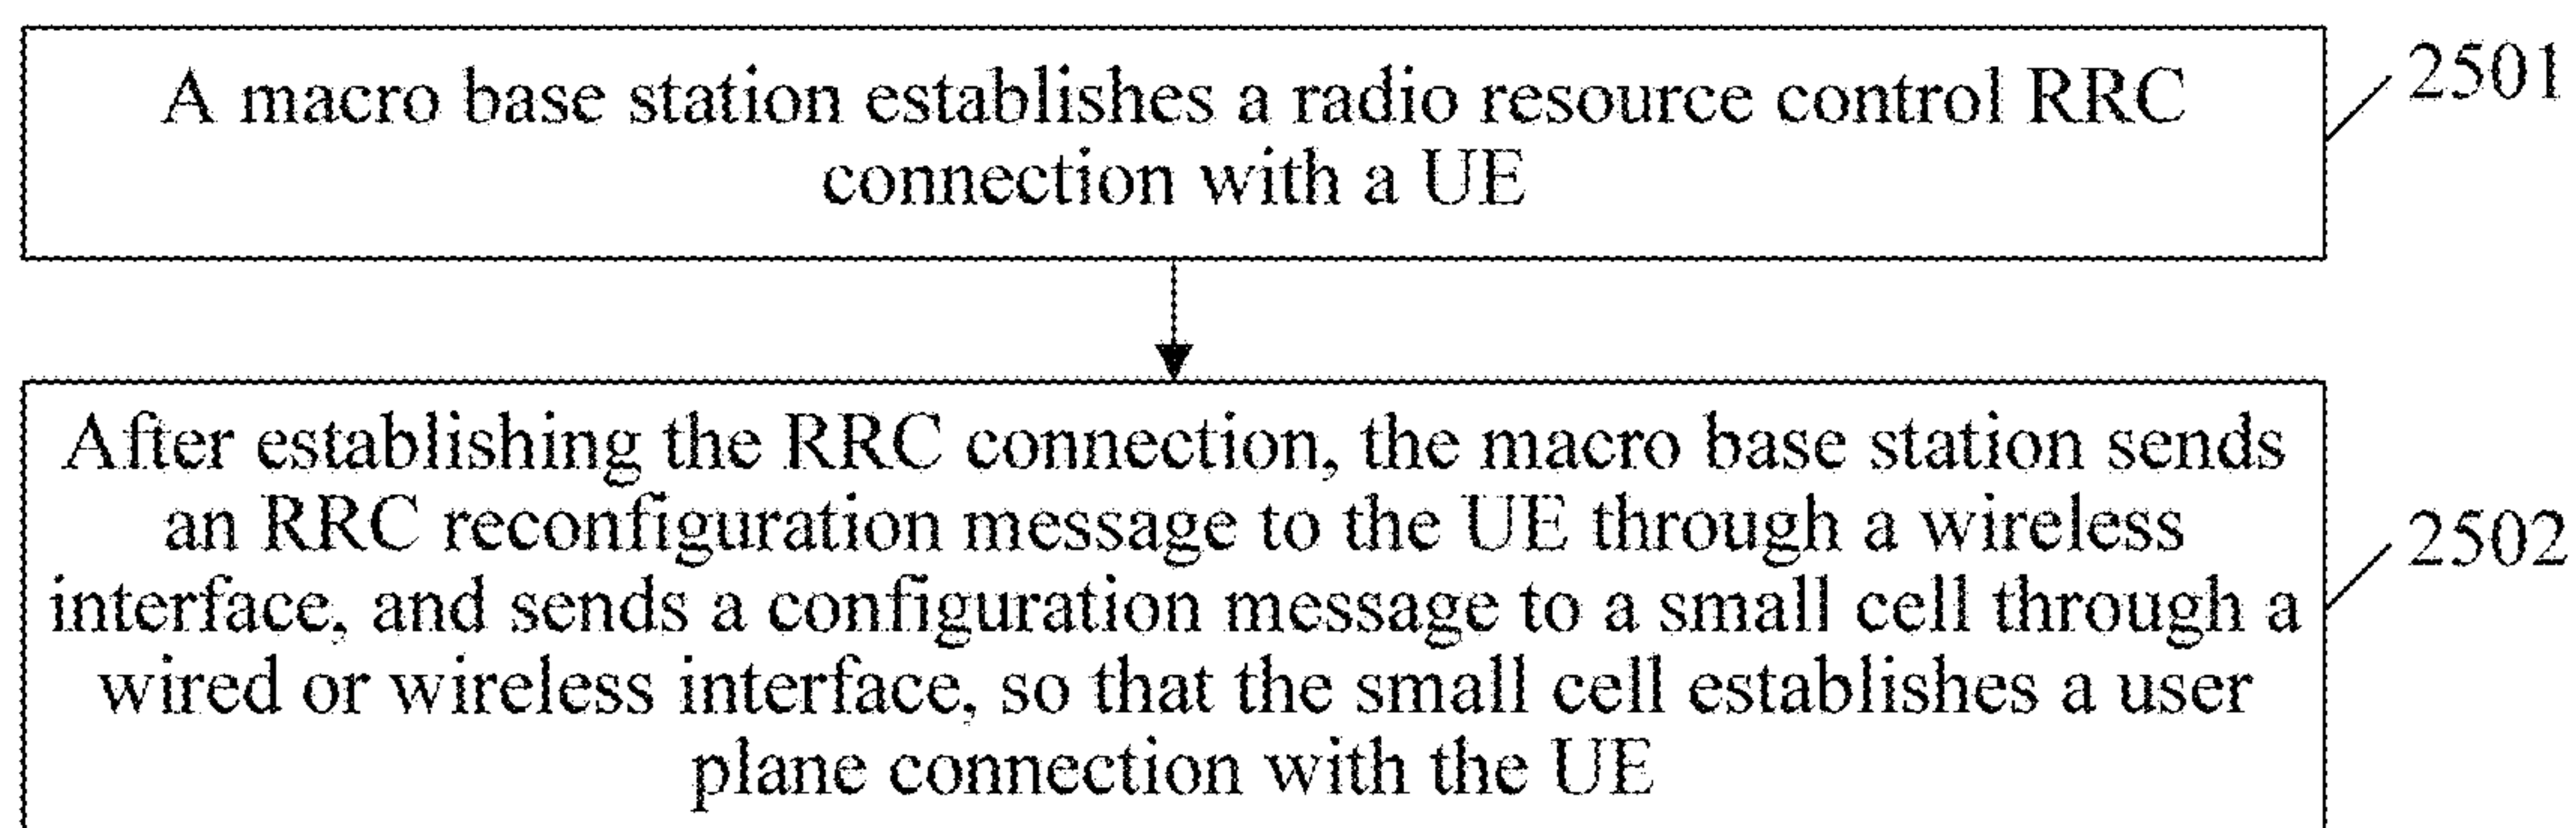 A macro base station establishes a radio resource control RRC
connection with a UE
2501
After establishing the RRC connection, the macro base station sends
an RRC reconfiguration message to the UE through a wireless
interface, and sends a configuration message to a small cell through a
wired or wireless interface, so that the small cell establishes a user
plane connection with the UE
2502